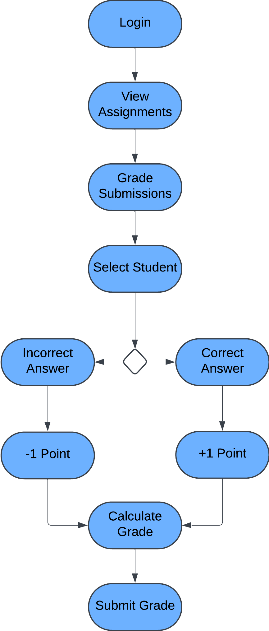 Login
View
Assignments
Grade
Submissions
Select Student
Incorrect
Answer
Correct
Answer
-1 Point
+1 Point
Calculate
Grade
Submit Grade